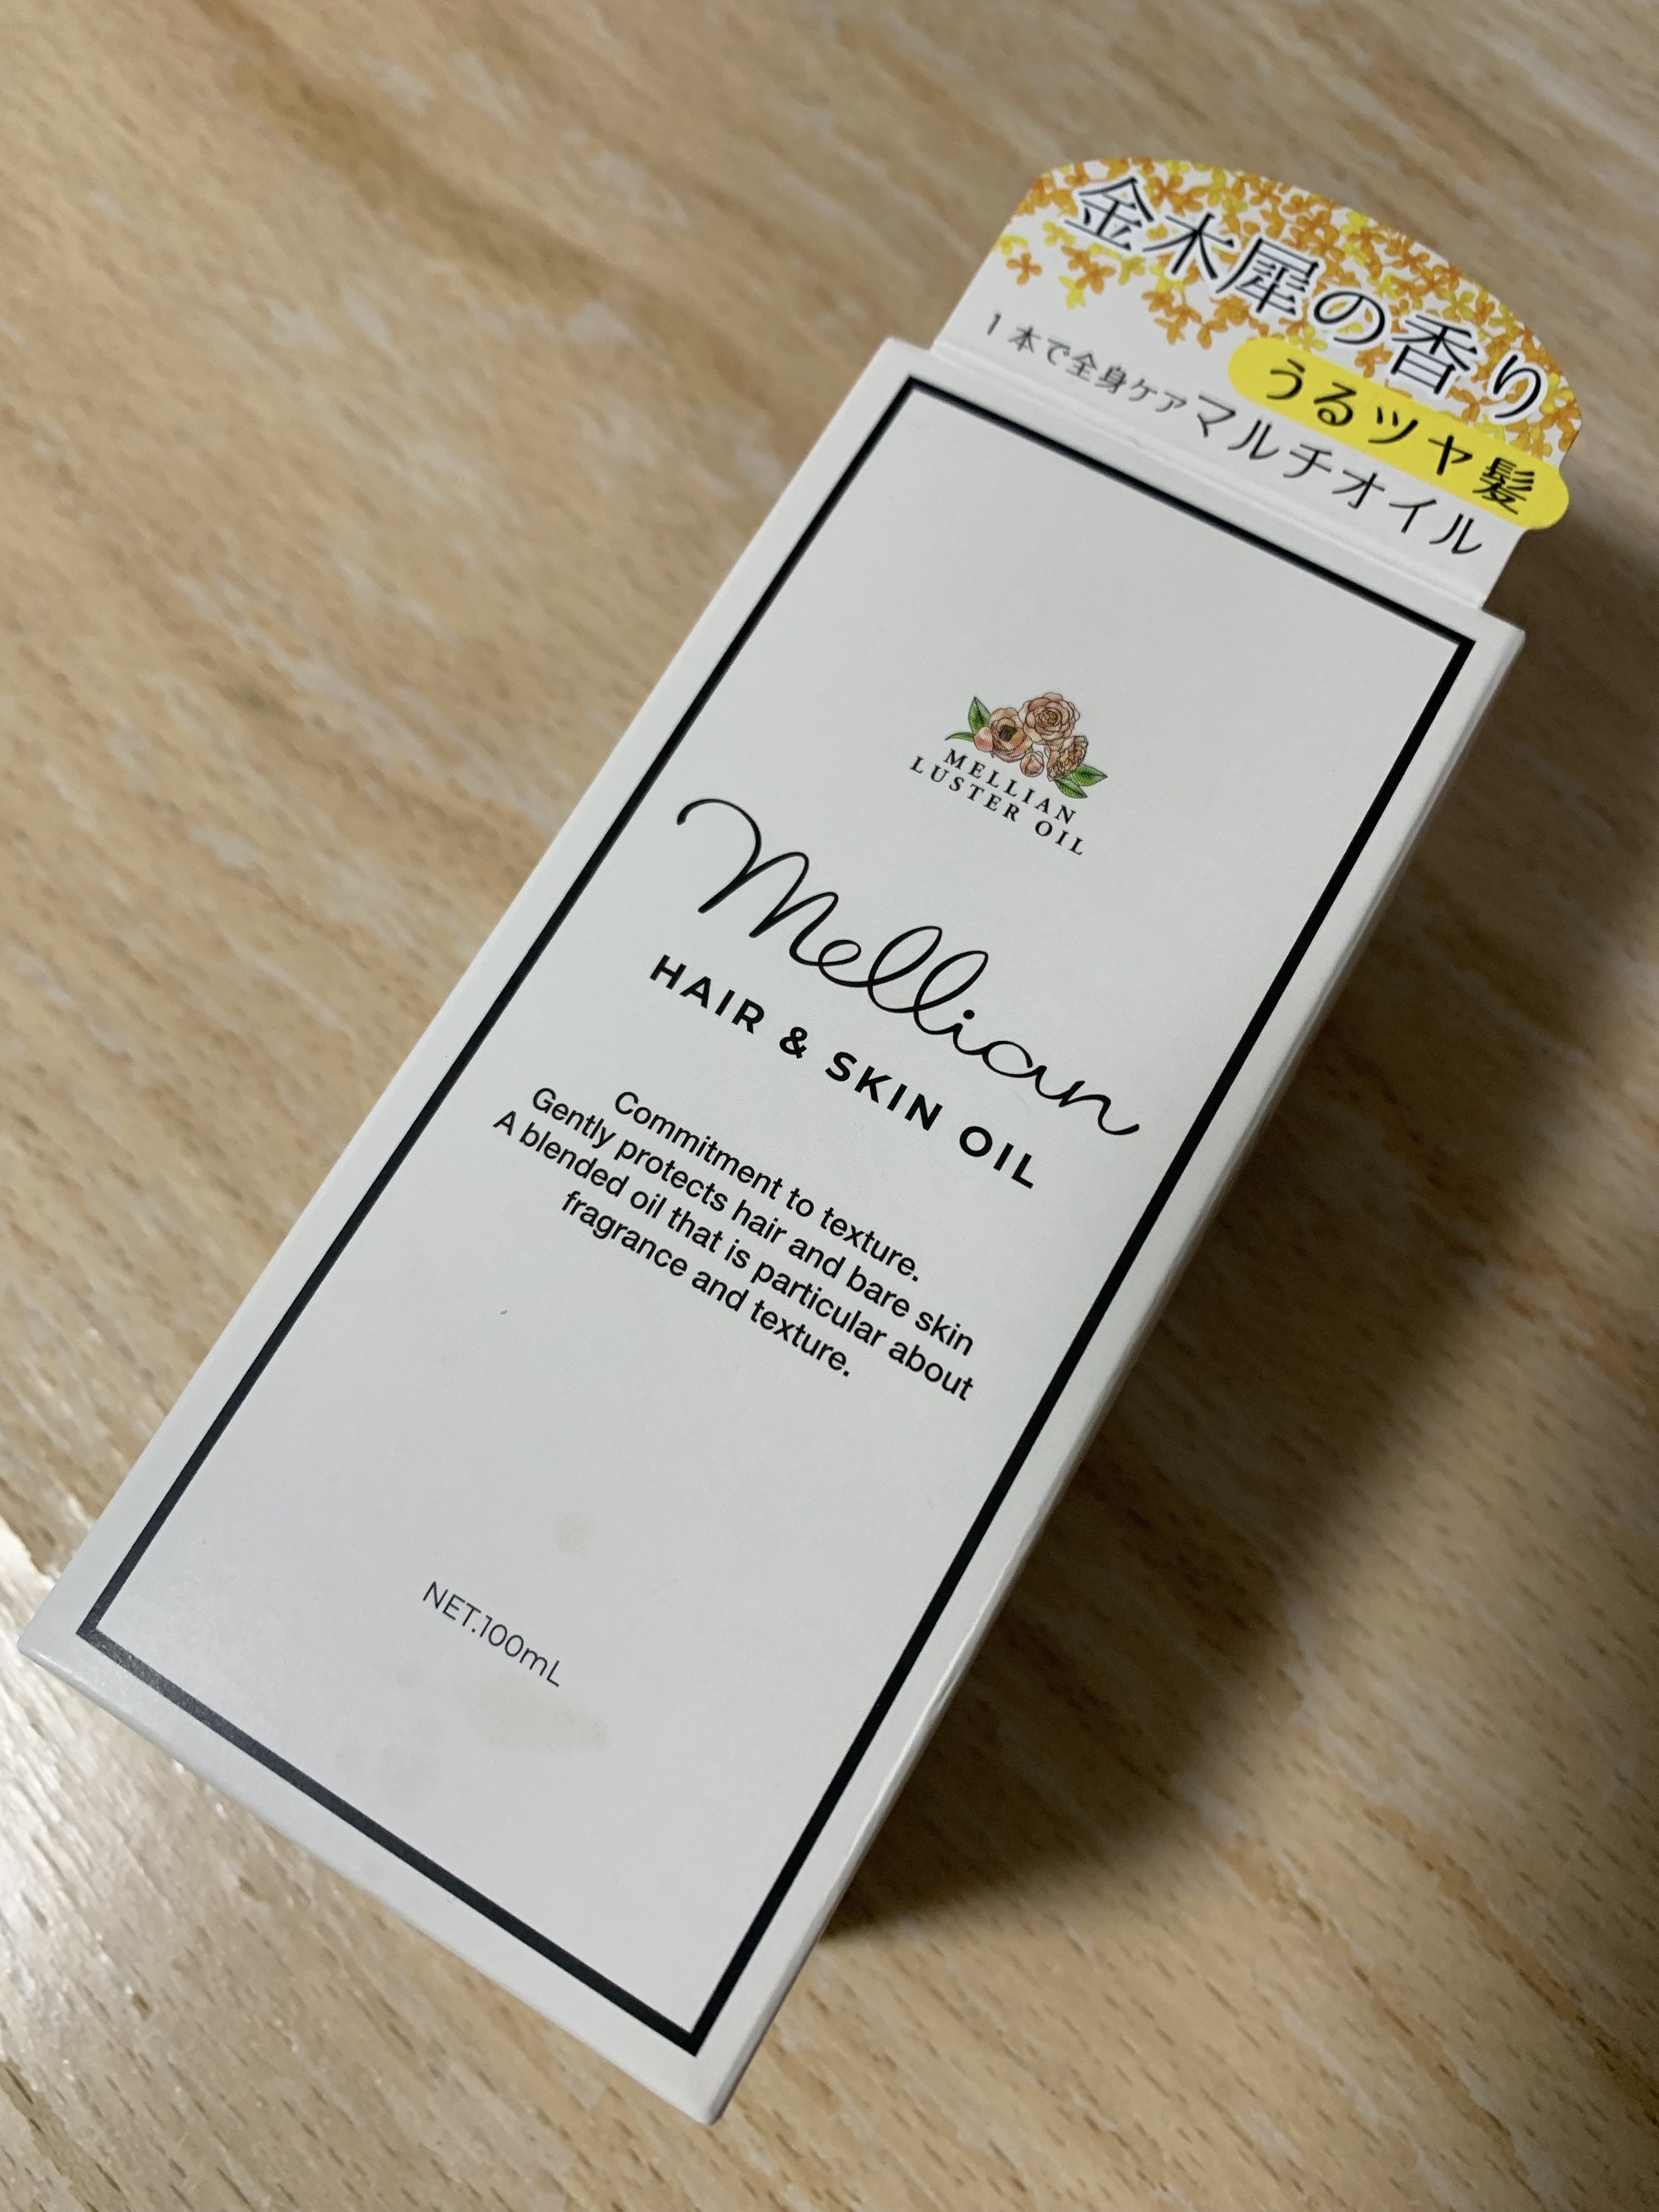 金木犀の香り
うるツヤ髪
1本で全身ケアマルチオイル
MELLIAN
LUSTER OIL
Mellian
HAIR & SKIN OIL
Commitment to texture.
Gently protects hair and bare skin
A blended oil that is particular about
fragrance and texture.
NET.100mL